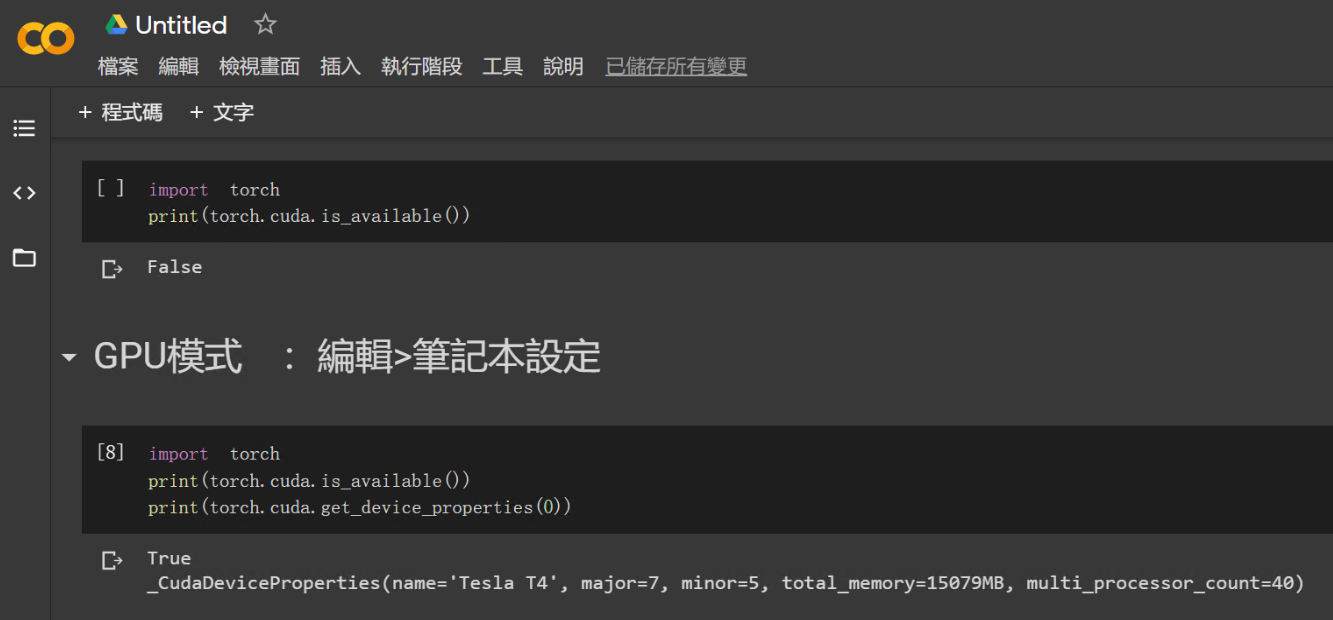 Untitled
檔案 編輯 檢視畫面 插入 執行階段 工具 說明 已儲存所有變更
+ 程式碼 + 文字
[ ] import torch
print(torch.cuda.is_available())
False
GPU模式 : 編輯>筆記本設定
[8] import torch
print(torch.cuda.is_available())
print(torch.cuda.get_device_properties(0))
True
_CudaDeviceProperties(name='Tesla T4', major=7, minor=5, total_memory=15079MB, multi_processor_count=40)